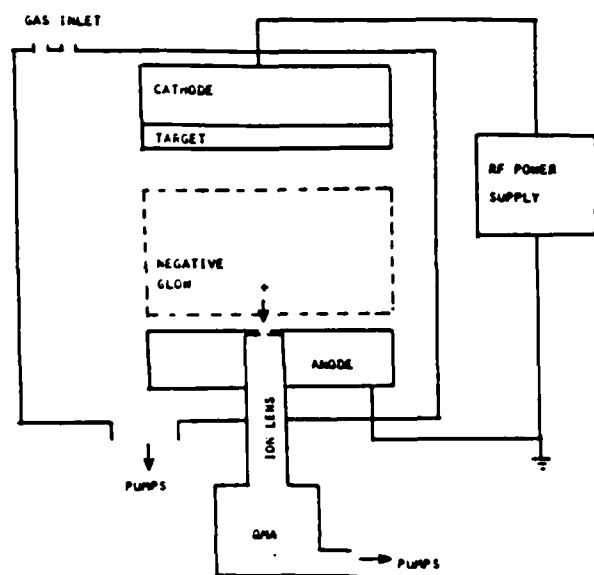 GAS INLET
CATHODE
TARGET
RF POWER
SUPPLY
NEGATIVE
GLOW
+
ANODE
ION LENS
PUMPS
QMA
PUMPS